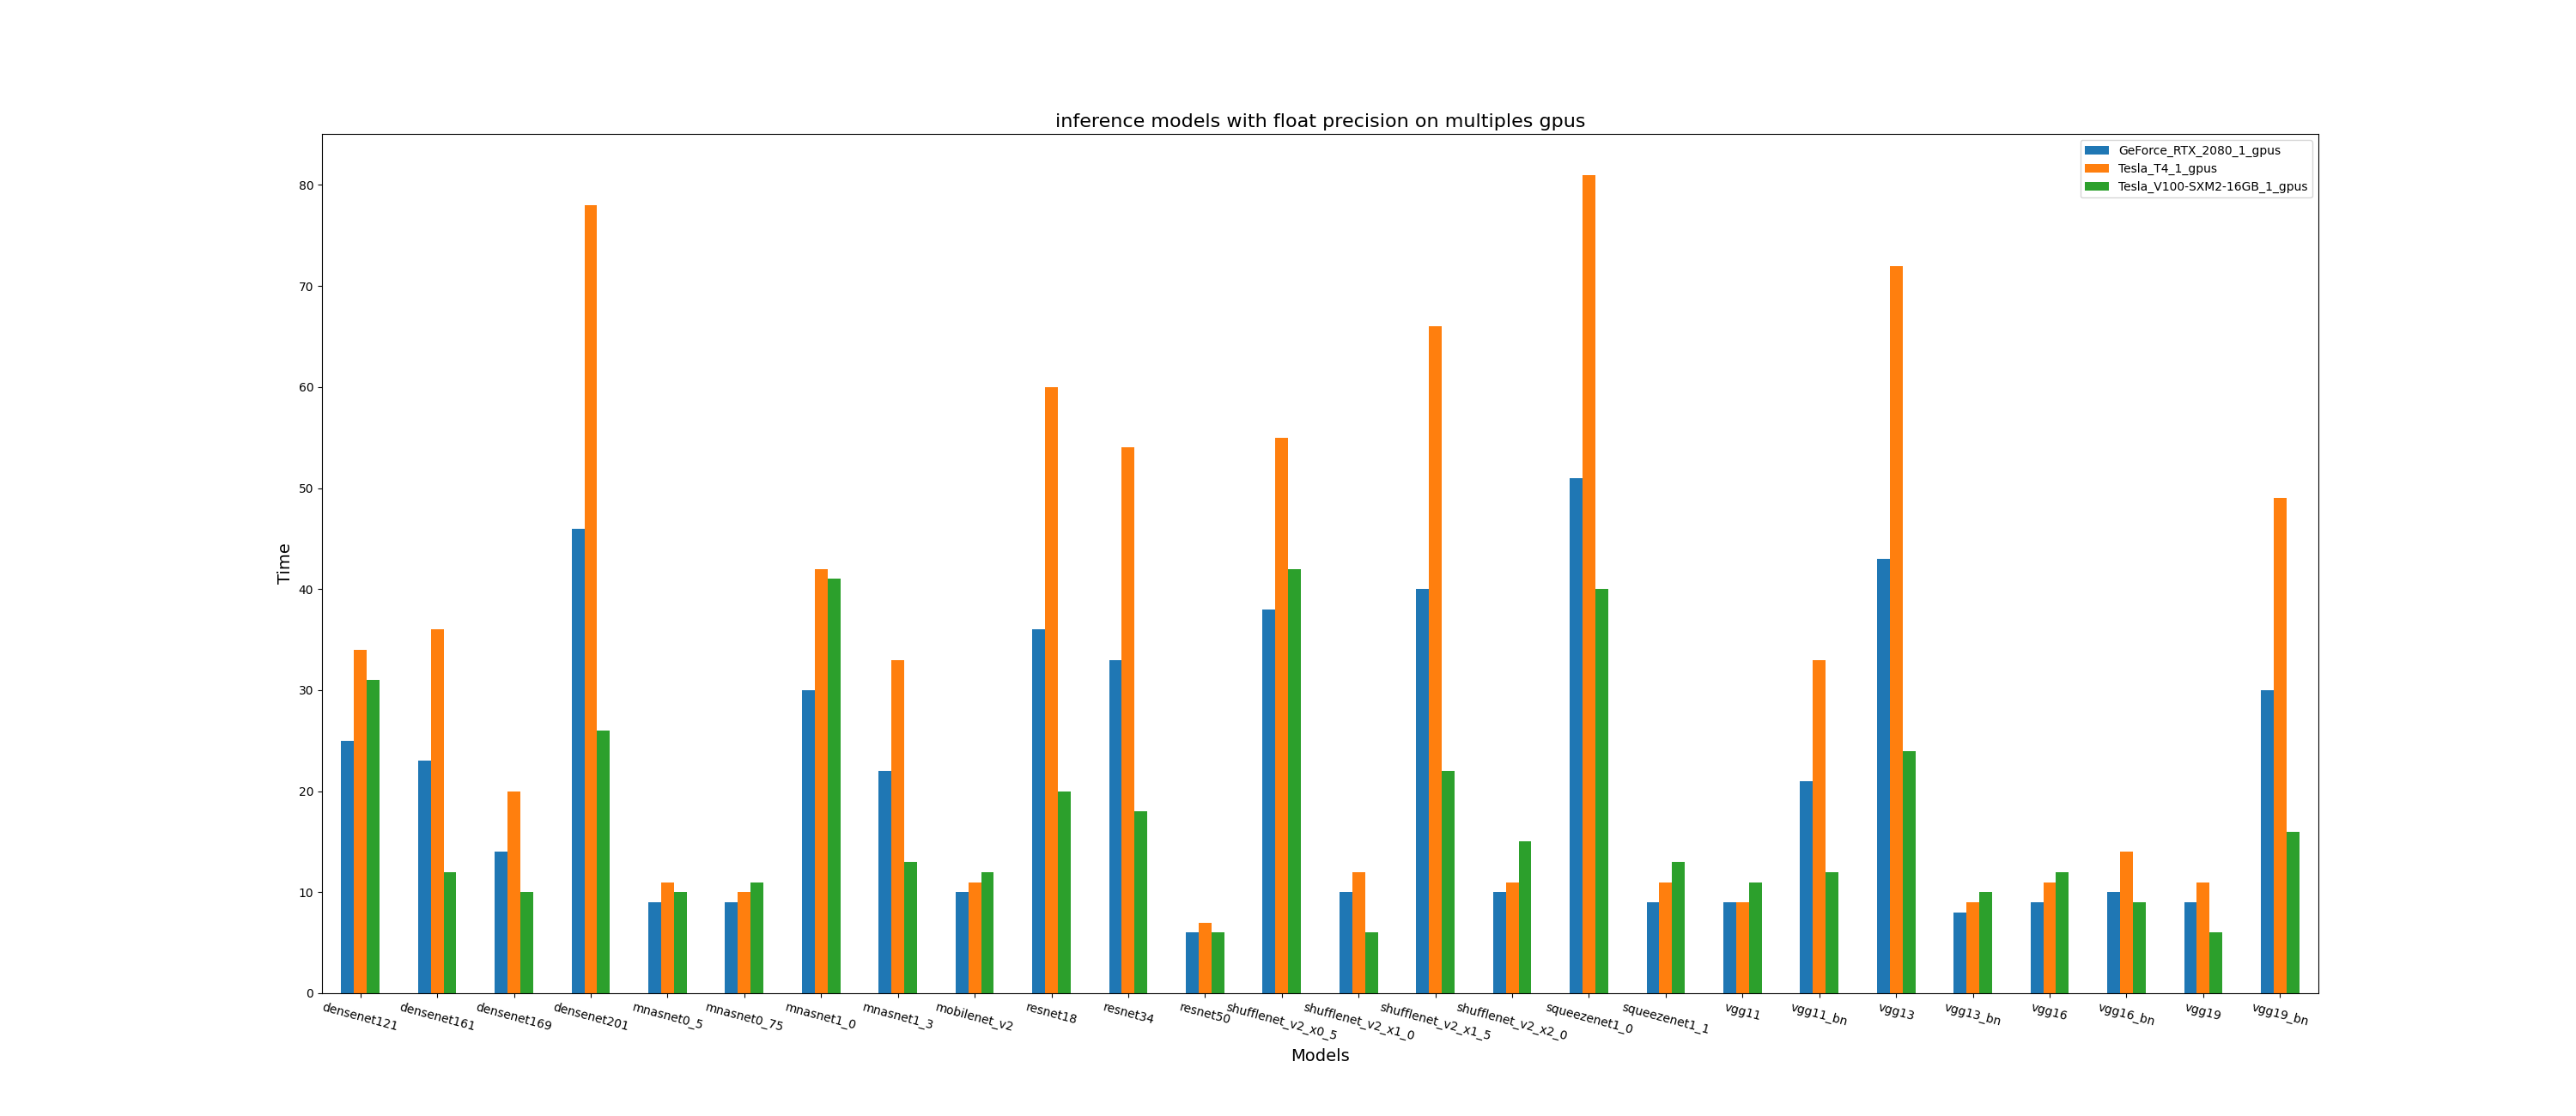 inference models with float precision on multiples gpus
GeForce_RTX_2080_1_gpus
Tesla_T4_1_gpus
Tesla_V100-SXM2-16GB_1_gpus
Time
80
70
60
50
40
30
20
10
0
densenet121
densenet161
densenet169
densenet201
mnasnet0_5
mnasnet0_75
mnasnet1_0
mnasnet1_3
mobilenet_v2
resnet18
resnet34
resnet50
shufflenet_v2_x0_5
shufflenet_v2_x1_0
shufflenet_v2_x1_5
shufflenet_v2_x2_0
squeezenet1_0
squeezenet1_1
vgg11
vgg11_bn
vgg13
vgg13_bn
vgg16
vgg16_bn
vgg19
vgg19_bn
Models